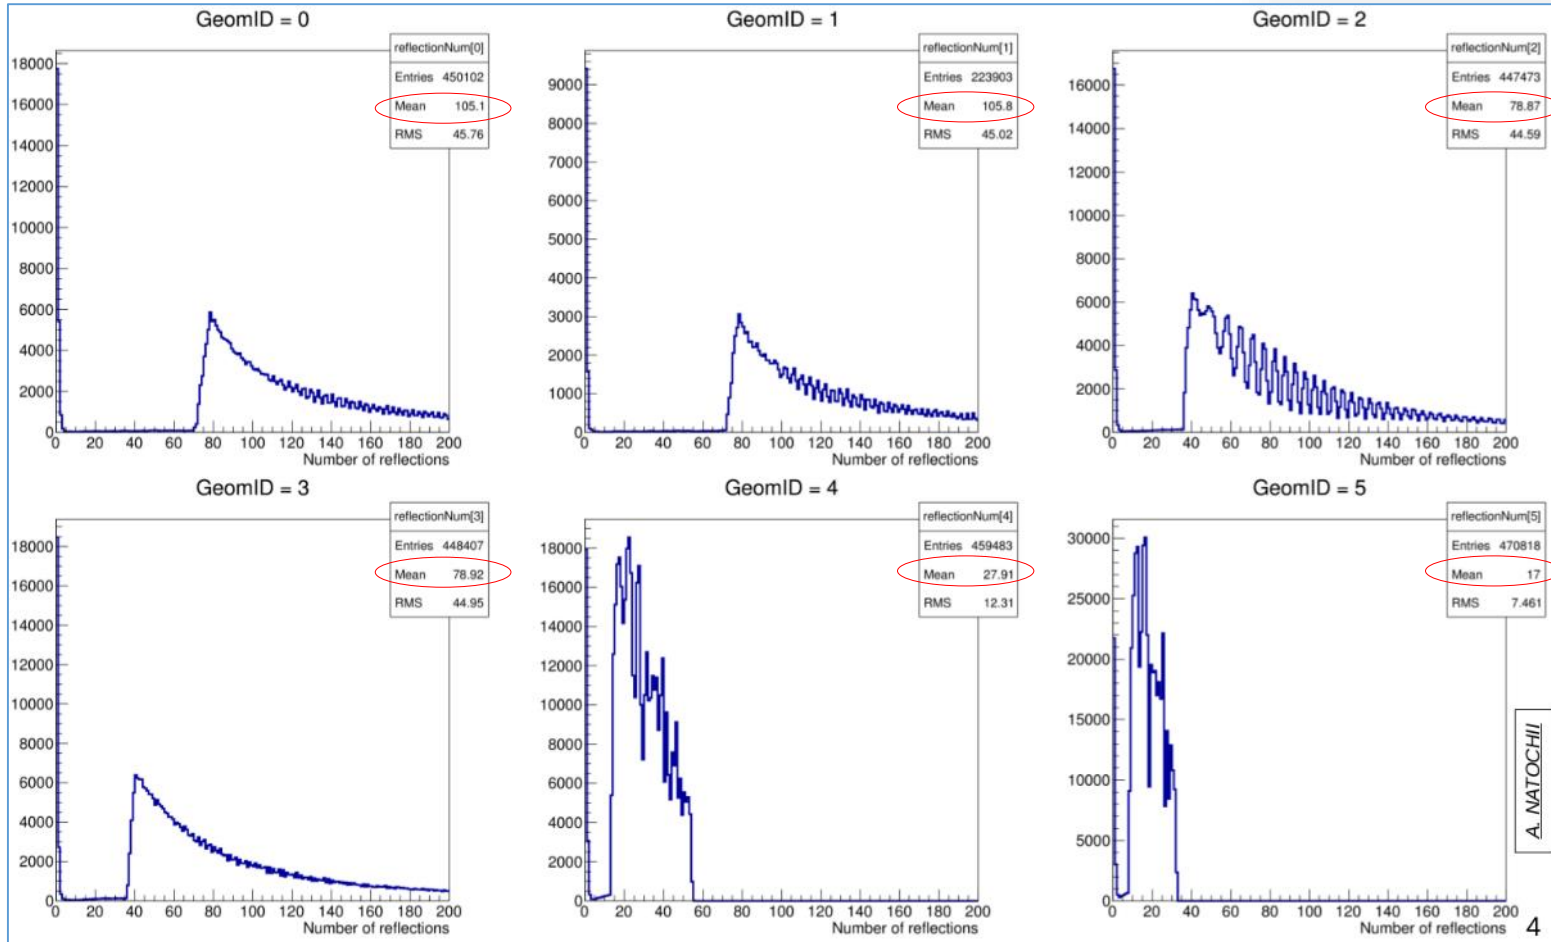 GeomID = 0
reflectionNum[0]
Entries 450102
Mean 105.1
RMS 45.76
18000
16000
14000
12000
10000
8000
6000
4000
2000
0
0 20 40 60 80 100 120 140 160 180 200
Number of reflections
GeomID = 1
reflectionNum[1]
Entries 223903
Mean 105.8
RMS 45.02
9000
8000
7000
6000
5000
4000
3000
2000
1000
0
0 20 40 60 80 100 120 140 160 180 200
Number of reflections
GeomID = 2
reflectionNum[2]
Entries 447473
Mean 78.87
RMS 44.59
16000
14000
12000
10000
8000
6000
4000
2000
0
0 20 40 60 80 100 120 140 160 180 200
Number of reflections
GeomID = 3
reflectionNum[3]
Entries 448407
Mean 78.92
RMS 44.95
18000
16000
14000
12000
10000
8000
6000
4000
2000
0
0 20 40 60 80 100 120 140 160 180 200
Number of reflections
GeomID = 4
reflectionNum[4]
Entries 459483
Mean 27.91
RMS 12.31
18000
16000
14000
12000
10000
8000
6000
4000
2000
0
0 20 40 60 80 100 120 140 160 180 200
Number of reflections
GeomID = 5
reflectionNum[5]
Entries 470818
Mean 17
RMS 7.461
30000
25000
20000
15000
10000
5000
0
0 20 40 60 80 100 120 140 160 180 200
Number of reflections
A. NATOCHII
4